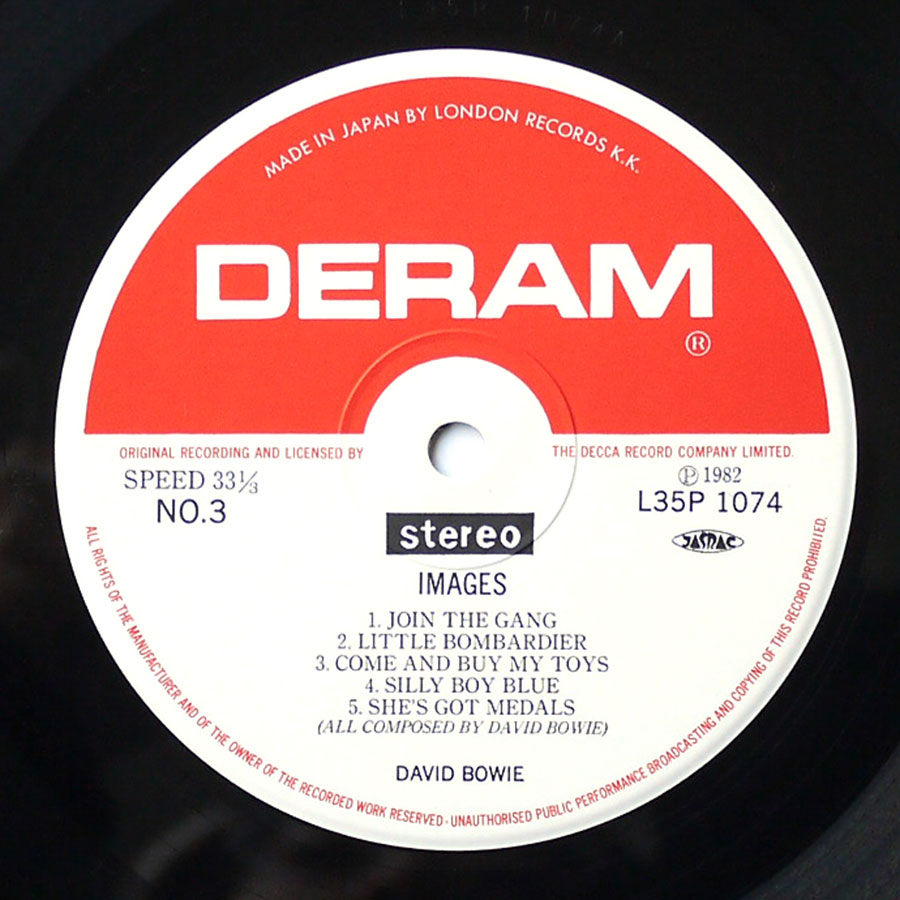 MADE IN JAPAN BY LONDON RECORDS K.K.
DERAM
®
ORIGINAL RECORDING AND LICENSED BY THE DECCA RECORD COMPANY LIMITED.
SPEED 33⅓
℗ 1982
NO.3
L35P 1074
JASRAC
stereo
IMAGES
1. JOIN THE GANG
2. LITTLE BOMBARDIER
3. COME AND BUY MY TOYS
4. SILLY BOY BLUE
5. SHE'S GOT MEDALS
(ALL COMPOSED BY DAVID BOWIE)
DAVID BOWIE
ALL RIGHTS OF THE MANUFACTURER AND OF THE OWNER OF THE RECORDED WORK RESERVED · UNAUTHORISED PUBLIC PERFORMANCE BROADCASTING AND COPYING OF THIS RECORD PROHIBITED.